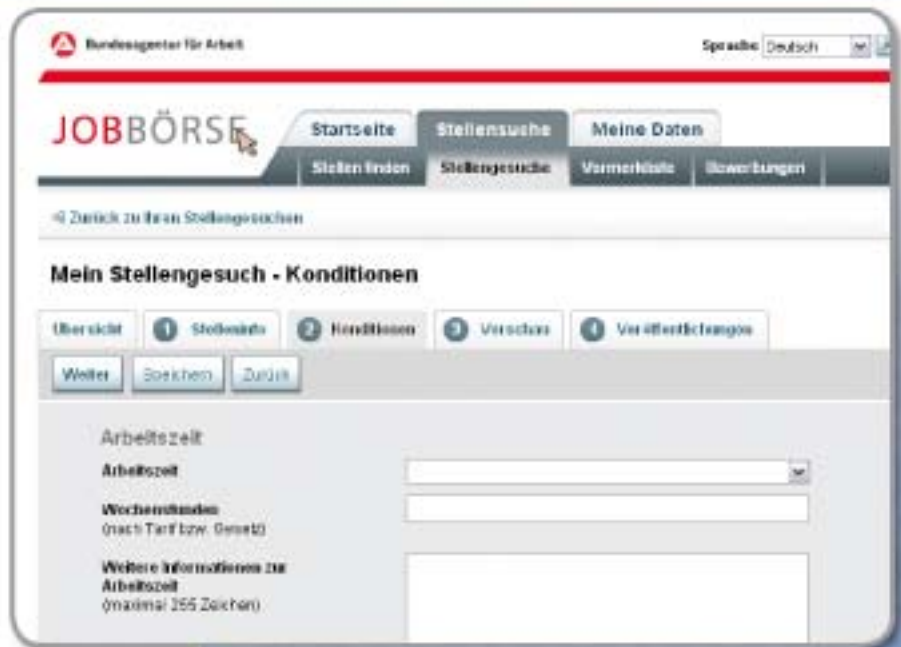 Bundesagentur für Arbeit
Sprache Deutsch
JOBBÖRSE
Startseite Stellensuche Meine Daten
Stellen finden Stellengesuche Vormerkliste Bewerbungen
Zurück zu Ihren Stellengesuchen
Mein Stellengesuch - Konditionen
Übersicht 1 Stelleninfo 2 Konditionen 3 Vorschau 4 Veröffentlichungen
Weiter Speichern Zurück
Arbeitszeit
Arbeitszeit
Wochenstunden
(nach Tarif bzw. Gesetz)
Weitere Informationen zur
Arbeitszeit
(maximal 255 Zeichen)